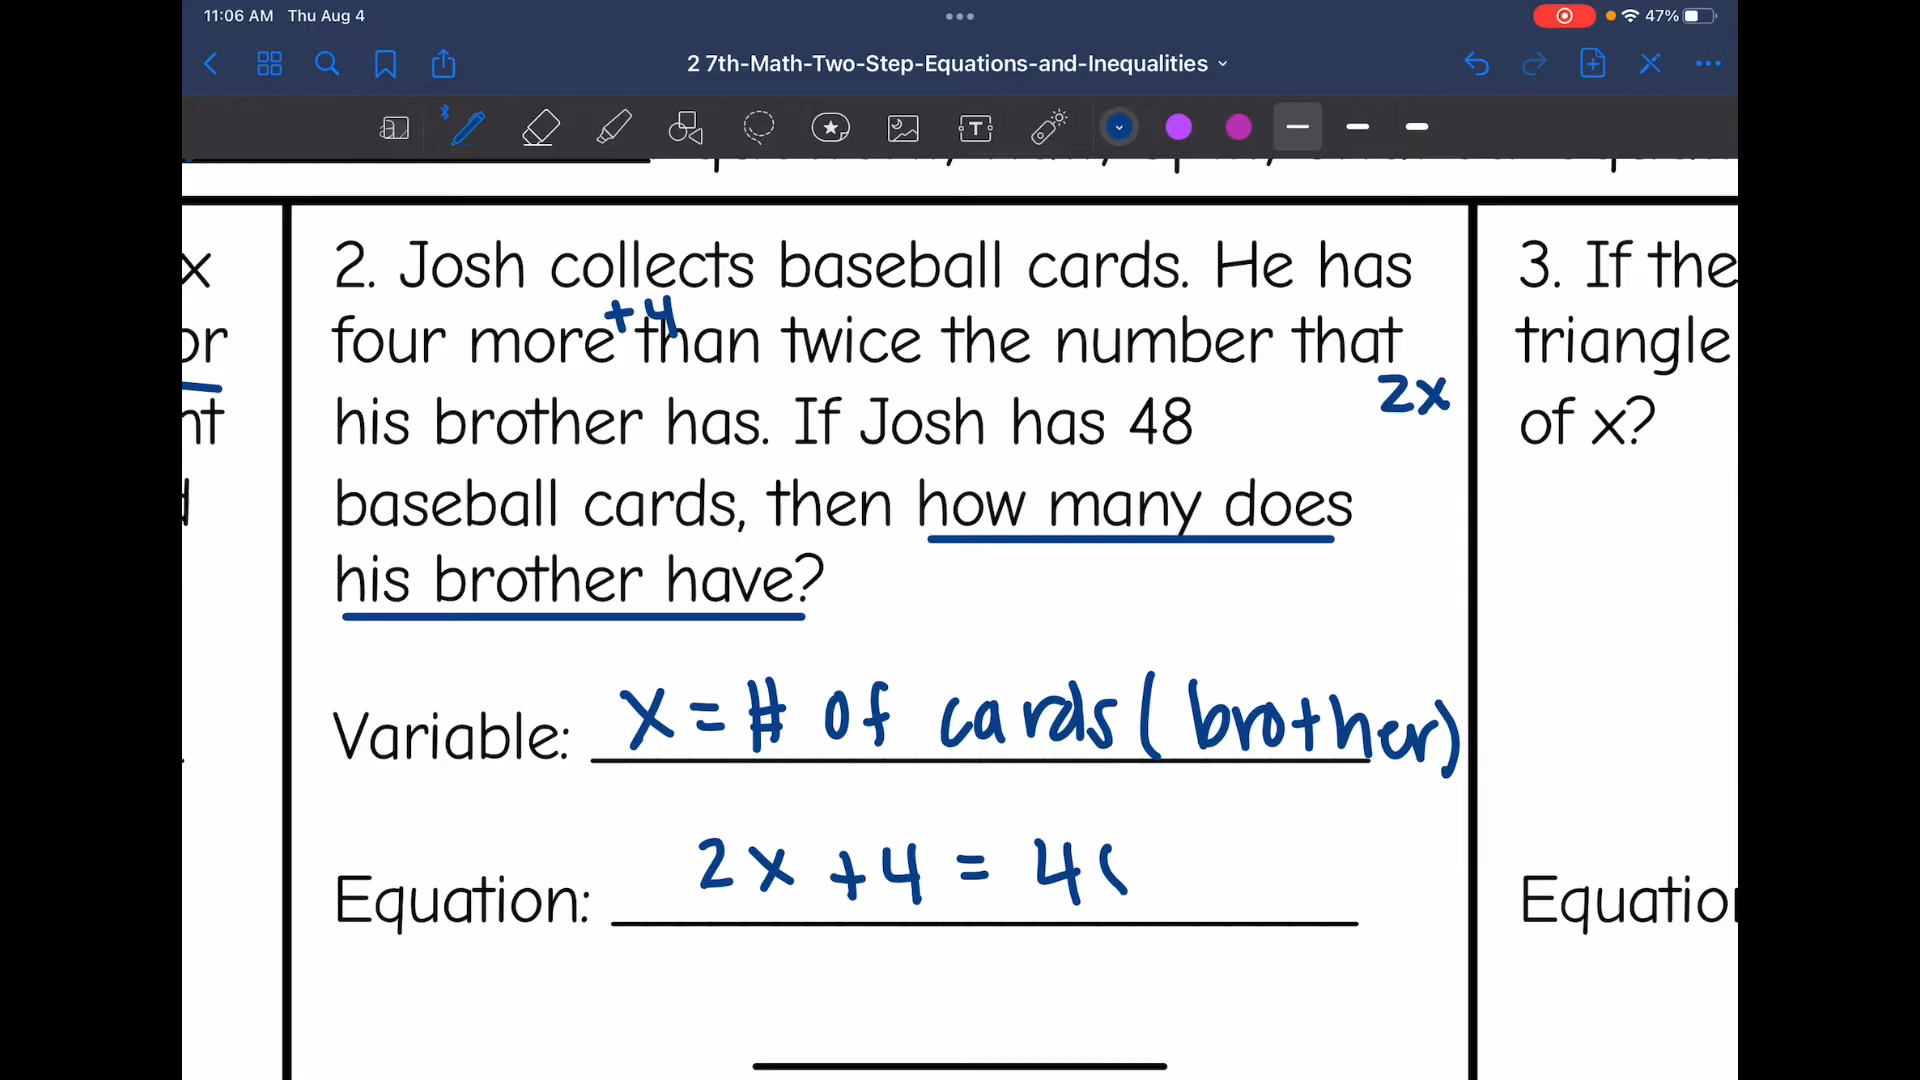 11:06 AM Thu Aug 4
47%
2 7th-Math-Two-Step-Equations-and-Inequalities
x
or
nt
d
2. Josh collects baseball cards. He has
+4
four more than twice the number that
2x
his brother has. If Josh has 48
baseball cards, then how many does
his brother have?
Variable: x = # of cards (brother)
Equation: 2x + 4 = 4(
3. If the
triangle
of x?
Equatio